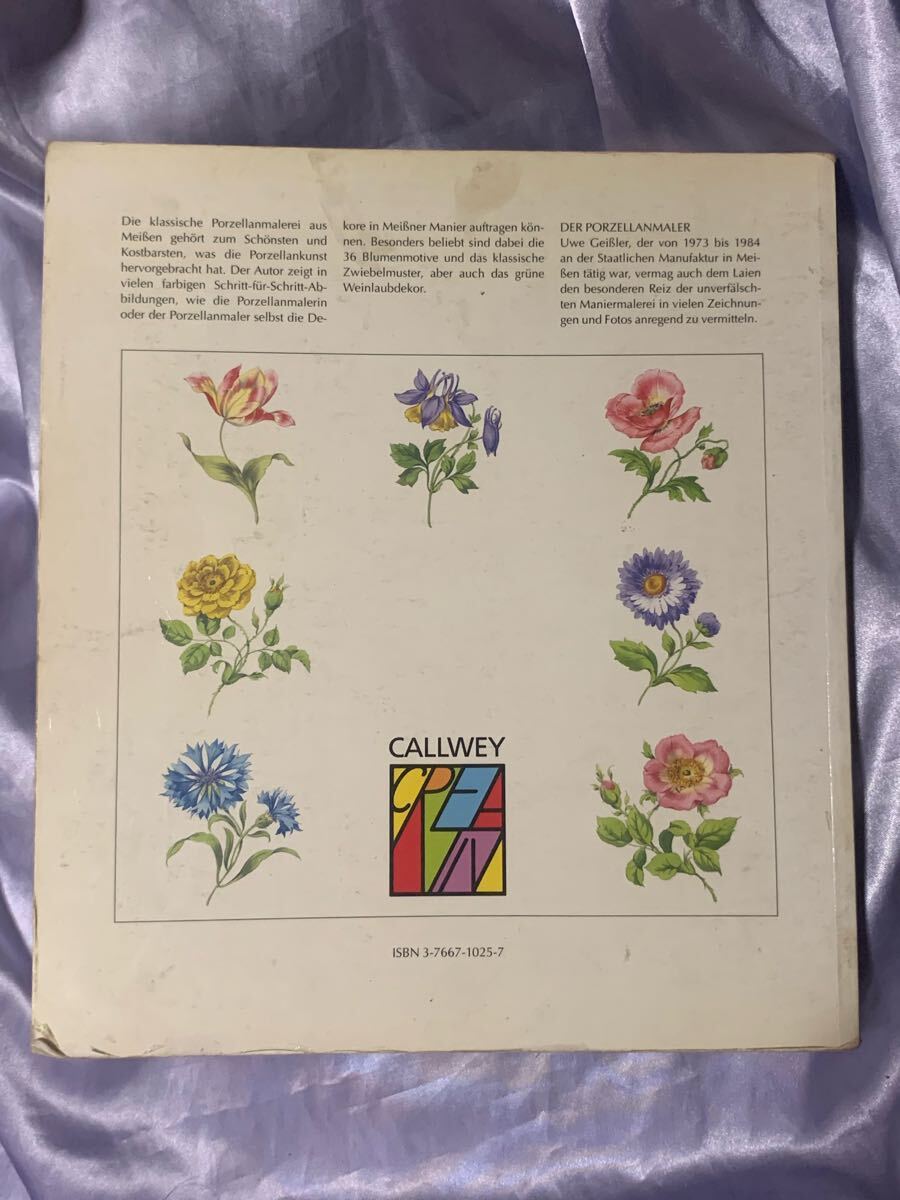 Die klassische Porzellanmalerei aus
Meißen gehört zum Schönsten und
Kostbarsten, was die Porzellankunst
hervorgebracht hat. Der Autor zeigt in
vielen farbigen Schritt-für-Schritt-Ab-
bildungen, wie die Porzellanmalerin
oder der Porzellanmaler selbst die De-
kore in Meißner Manier auftragen kön-
nen. Besonders beliebt sind dabei die
36 Blumenmotive und das klassische
Zwiebelmuster, aber auch das grüne
Weinlaubdekor.
DER PORZELLANMALER
Uwe Geißler, der von 1973 bis 1984
an der Staatlichen Manufaktur in Mei-
ßen tätig war, vermag auch dem Laien
den besonderen Reiz der unverfälsch-
ten Maniermalerei in vielen Zeichnun-
gen und Fotos anregend zu vermitteln.
CALLWEY
ISBN 3-7667-1025-7